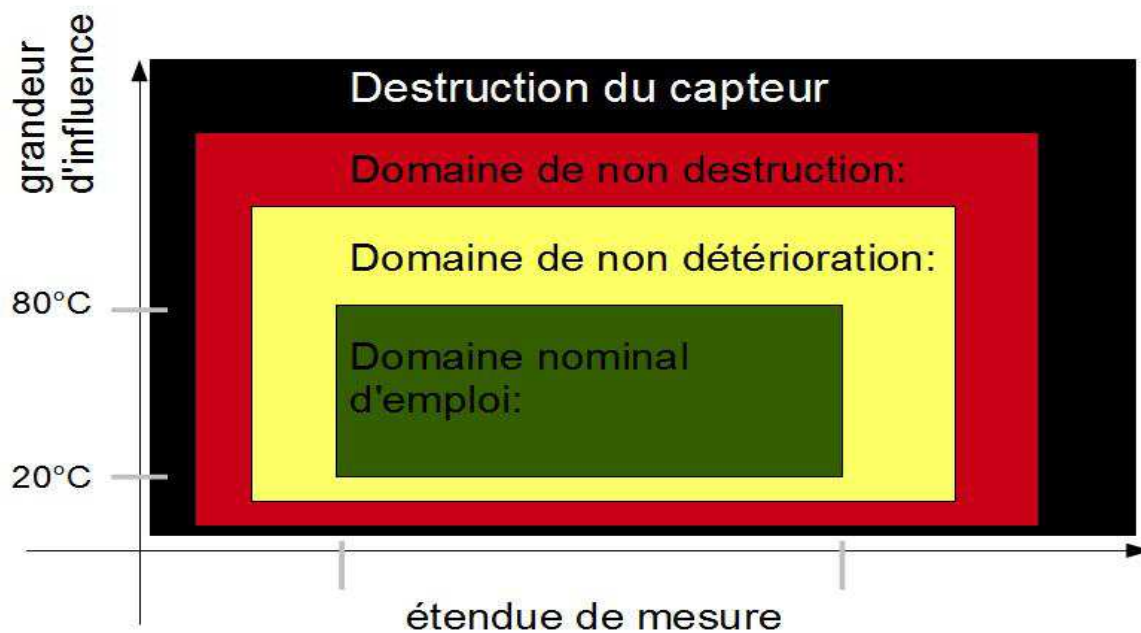 grandeur
d'influence
Destruction du capteur
Domaine de non destruction:
Domaine de non détérioration:
80°C
Domaine nominal
d'emploi:
20°C
étendue de mesure